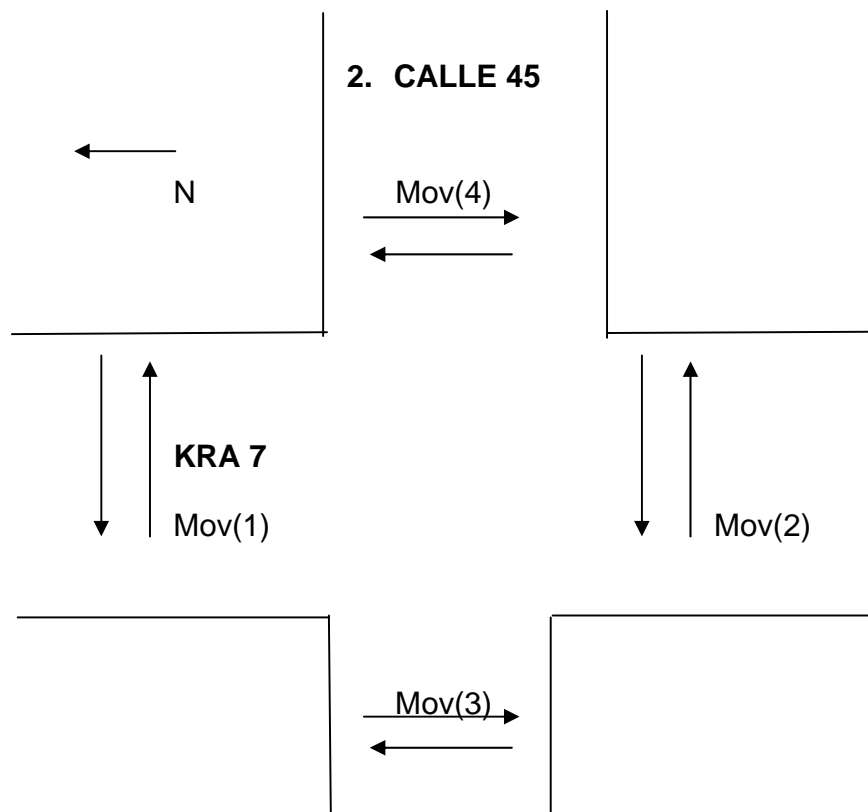 2. CALLE 45
N
Mov(4)
KRA 7
Mov(1)
Mov(2)
Mov(3)